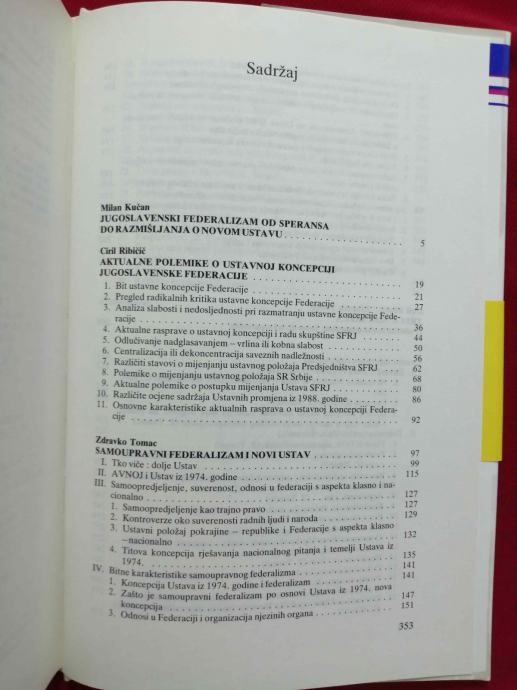 Sadržaj
Milan Kučan
JUGOSLAVENSKI FEDERALIZAM OD SPERANSA
DO RAZMIŠLJANJA O NOVOM USTAVU . . . . . . . . . . . . . . . . . . . . . . 5
Ciril Ribičič
AKTUALNE POLEMIKE O USTAVNOJ KONCEPCIJI
JUGOSLAVENSKE FEDERACIJE . . . . . . . . . . . . . . . . . . . . . . 19
1. Bit ustavne koncepcije Federacije . . . . . . . . . . . . . . . . . . . . . . 21
2. Pregled radikalnih kritika ustavne koncepcije Federacije . . . . . . . . . . 27
3. Analiza slabosti i nedosljednosti pri razmatranju ustavne koncepcije Fede-
racije . . . . . . . . . . . . . . . . . . . . . . 36
4. Aktualne rasprave o ustavnoj koncepciji i radu skupštine SFRJ . . . . . . 44
5. Odlučivanje nadglasavanjem – vrlina ili kobna slabost . . . . . . . . . . 50
6. Centralizacija ili dekoncentracija saveznih nadležnosti . . . . . . . . . . 56
7. Različiti stavovi o mijenjanju ustavnog položaja Predsjedništva SFRJ . . . 62
8. Polemike o mijenjanju ustavnog položaja SR Srbije . . . . . . . . . . 68
9. Aktualne polemike o postupku mijenjanja Ustava SFRJ . . . . . . . . . . 80
10. Različite ocjene sadržaja Ustavnih promjena iz 1988. godine . . . . . . 86
11. Osnovne karakteristike aktualnih rasprava o ustavnoj koncepciji Federa-
cije . . . . . . . . . . . . . . . . . . . . . . 92
Zdravko Tomac
SAMOUPRAVNI FEDERALIZAM I NOVI USTAV . . . . . . . . . . . . . . 97
I. Tko viče : dolje Ustav . . . . . . . . . . . . . . . . . . . . . . 99
II. AVNOJ i Ustav iz 1974. godine . . . . . . . . . . . . . . . . . . 115
III. Samoopredjeljenje, suverenost, odnosi u federaciji s aspekta klasno i na-
cionalno . . . . . . . . . . . . . . . . . . . . . . 127
1. Samoopredjeljenje kao trajno pravo . . . . . . . . . . . . . . . . 127
2. Kontroverze oko suverenosti radnih ljudi i naroda . . . . . . . . . . 129
3. Ustavni položaj pokrajine – republike i Federacije s aspekta klasno
–nacionalno . . . . . . . . . . . . . . . . . . . . . . 132
4. Titova koncepcija rješavanja nacionalnog pitanja i temelji Ustava iz
1974. . . . . . . . . . . . . . . . . . . . . . . 135
IV. Bitne karakteristike samoupravnog federalizma . . . . . . . . . . 141
1. Koncepcija Ustava iz 1974. godine i federalizam . . . . . . . . . . 141
2. Zašto je samoupravni federalizam po osnovi Ustava iz 1974. nova
koncepcija . . . . . . . . . . . . . . . . . . . . . . 147
3. Odnosi u Federaciji i organizacija njezinih organa . . . . . . . . . . 151
353